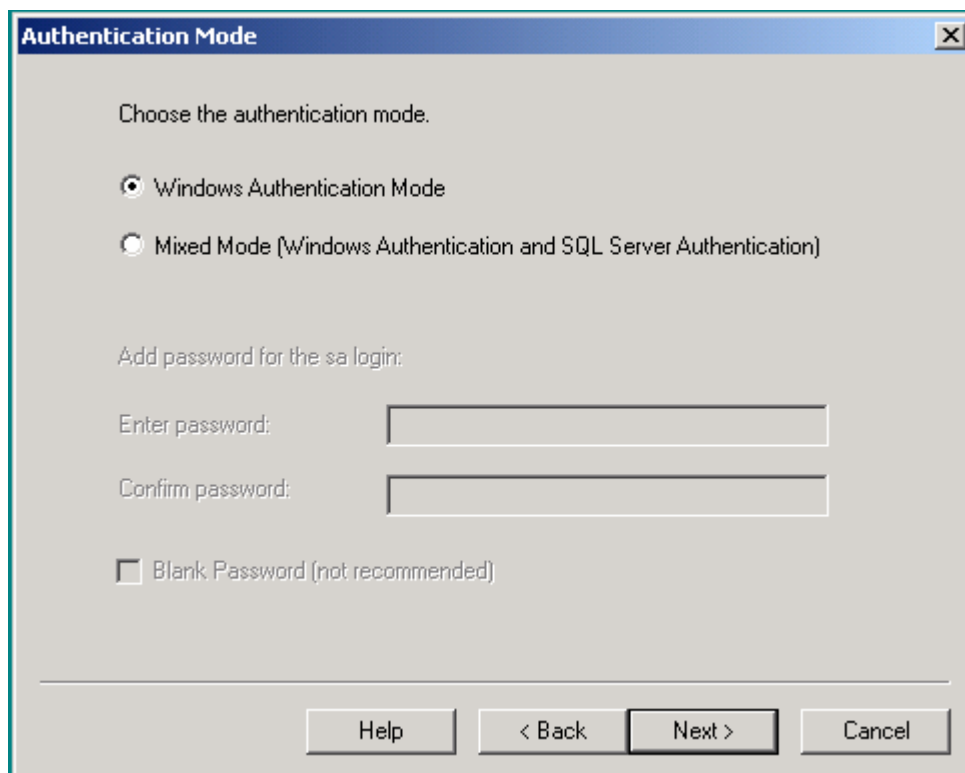 Authentication Mode
Choose the authentication mode.
Windows Authentication Mode
Mixed Mode (Windows Authentication and SQL Server Authentication)
Add password for the sa login:
Enter password:
Confirm password:
Blank Password (not recommended)
Help < Back Next > Cancel